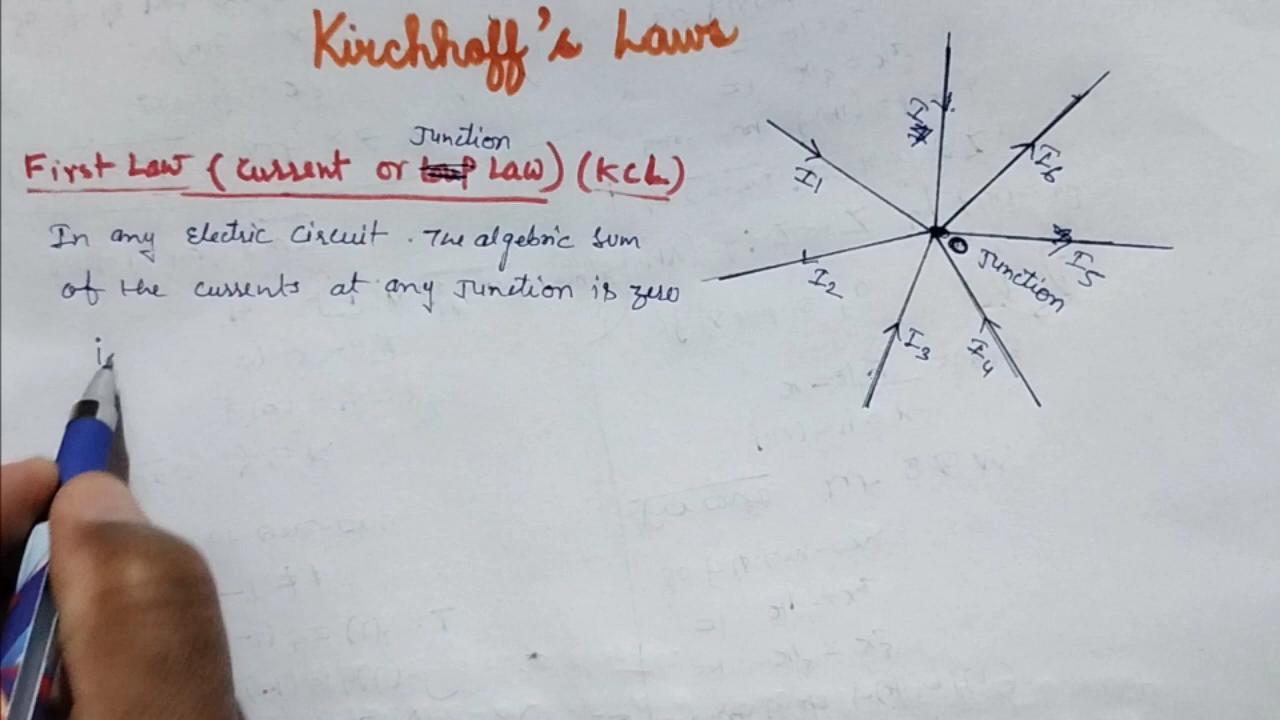 Kirchhoff's Laws
Junction
First Law (Current or Law) (KCL)
In any Electric Circuit. The algebric Sum
of the currents at any Junction is zero
i
I1
I2
I3
I4
I5
I6
O Junction